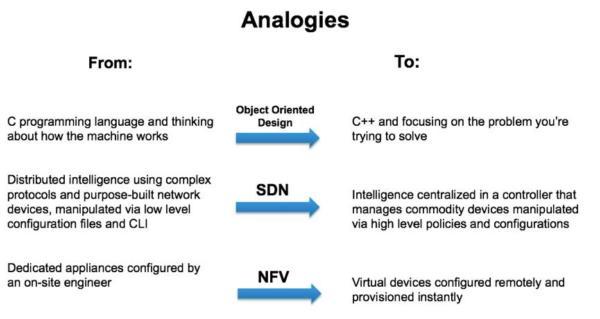 Analogies
From:
To:
C programming language and thinking
about how the machine works
Object Oriented
Design
C++ and focusing on the problem you're
trying to solve
Distributed intelligence using complex
protocols and purpose-built network
devices, manipulated via low level
configuration files and CLI
SDN
Intelligence centralized in a controller that
manages commodity devices manipulated
via high level policies and configurations
Dedicated appliances configured by
an on-site engineer
NFV
Virtual devices configured remotely and
provisioned instantly